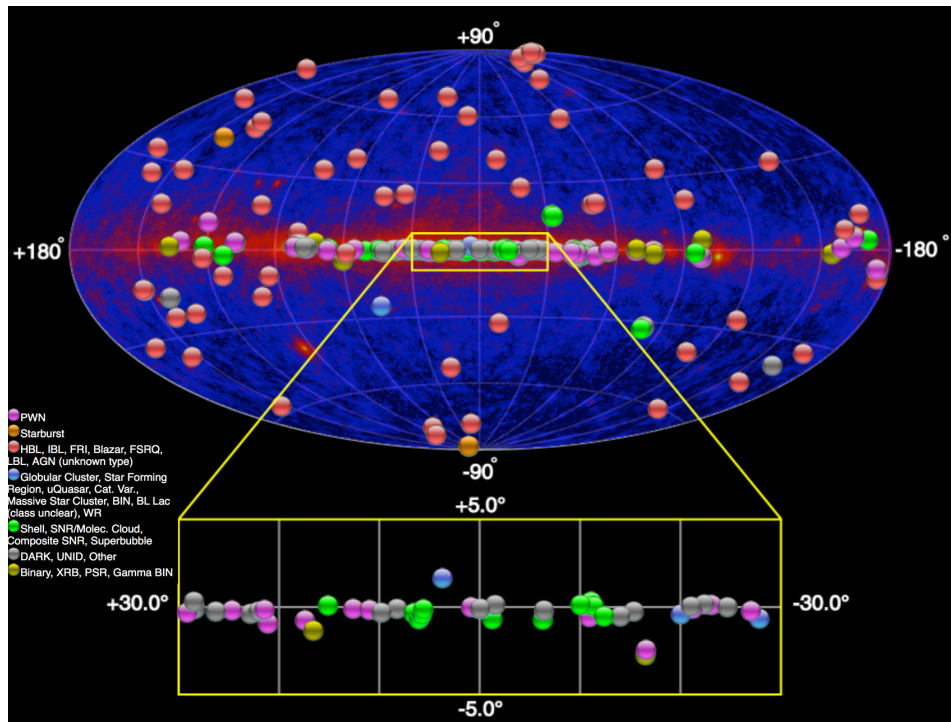 +90°
+180°
-180°
-90°
PWN
Starburst
HBL, IBL, FRI, Blazar, FSRQ,
LBL, AGN (unknown type)
Globular Cluster, Star Forming
Region, uQuasar, Cat. Var.,
Massive Star Cluster, BIN, BL Lac
(class unclear), WR
Shell, SNR/Molec. Cloud,
Composite SNR, Superbubble
DARK, UNID, Other
Binary, XRB, PSR, Gamma BIN
+5.0°
+30.0°
-30.0°
-5.0°